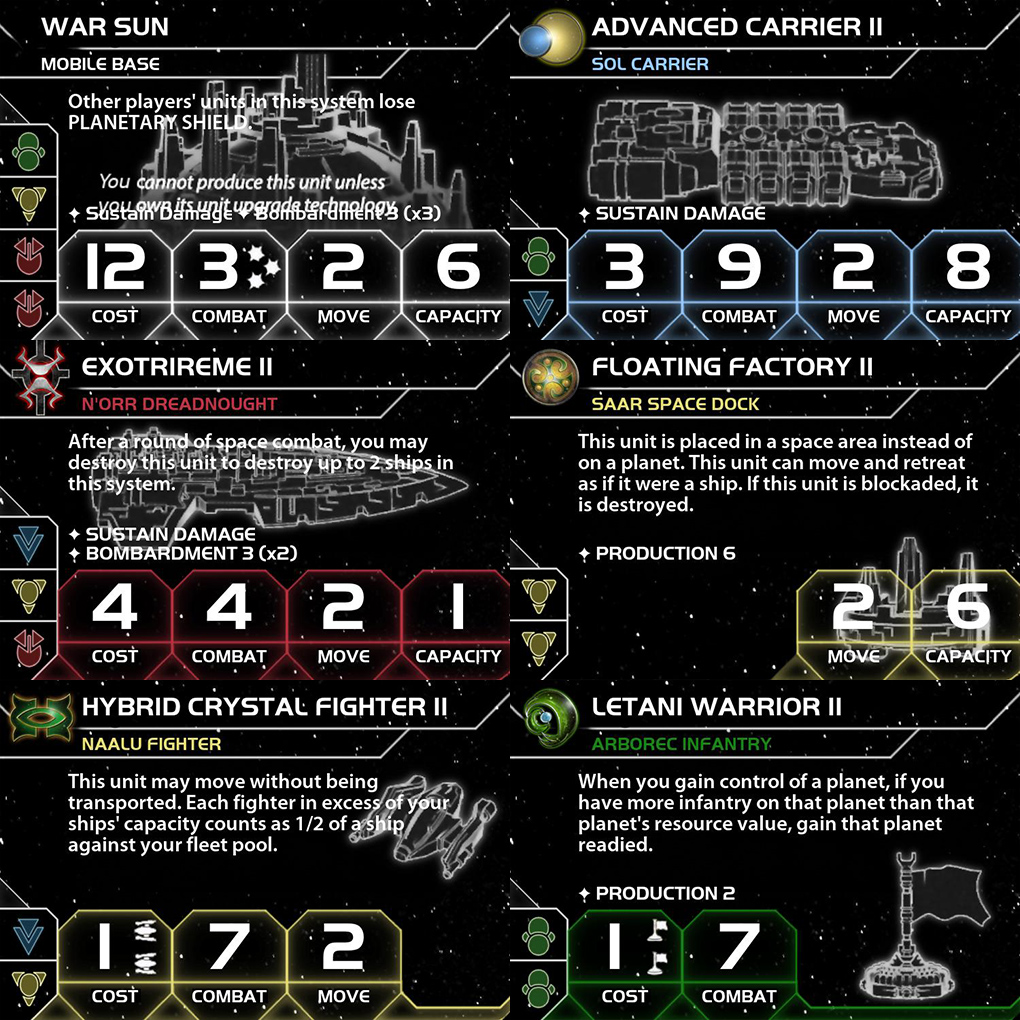 WAR SUN
MOBILE BASE
Other players' units in this system lose
PLANETARY SHIELD.
You cannot produce this unit unless
you own its unit upgrade technology.
✦ Sustain Damage ✦ Bombardment 3 (x3)
12 3 2 6
COST COMBAT MOVE CAPACITY
ADVANCED CARRIER II
SOL CARRIER
✦ SUSTAIN DAMAGE
3 9 2 8
COST COMBAT MOVE CAPACITY
EXOTRIREME II
N'ORR DREADNOUGHT
After a round of space combat, you may
destroy this unit to destroy up to 2 ships in
this system.
✦ SUSTAIN DAMAGE
✦ BOMBARDMENT 3 (x2)
4 4 2 1
COST COMBAT MOVE CAPACITY
FLOATING FACTORY II
SAAR SPACE DOCK
This unit is placed in a space area instead of
on a planet. This unit can move and retreat
as if it were a ship. If this unit is blockaded, it
is destroyed.
✦ PRODUCTION 6
2 6
MOVE CAPACITY
HYBRID CRYSTAL FIGHTER II
NAALU FIGHTER
This unit may move without being
transported. Each fighter in excess of your
ships' capacity counts as 1/2 of a ship
against your fleet pool.
1 7 2
COST COMBAT MOVE
LETANI WARRIOR II
ARBOREC INFANTRY
When you gain control of a planet, if you
have more infantry on that planet than that
planet's resource value, gain that planet
readied.
✦ PRODUCTION 2
1 7
COST COMBAT